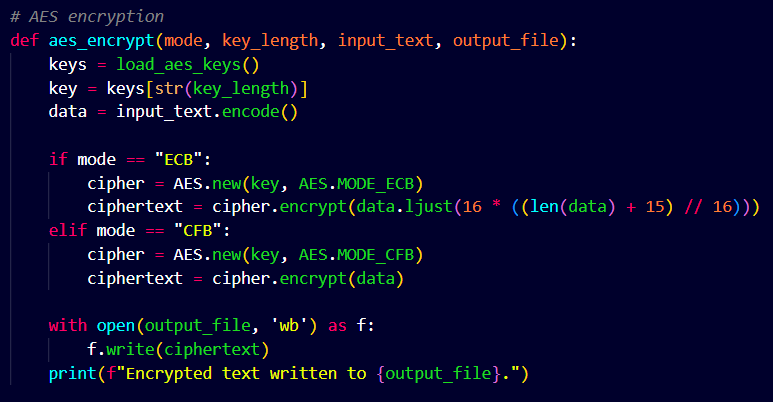 # AES encryption
def aes_encrypt(mode, key_length, input_text, output_file):
    keys = load_aes_keys()
    key = keys[str(key_length)]
    data = input_text.encode()

    if mode == "ECB":
        cipher = AES.new(key, AES.MODE_ECB)
        ciphertext = cipher.encrypt(data.ljust(16 * ((len(data) + 15) // 16)))
    elif mode == "CFB":
        cipher = AES.new(key, AES.MODE_CFB)
        ciphertext = cipher.encrypt(data)

    with open(output_file, 'wb') as f:
        f.write(ciphertext)
    print(f"Encrypted text written to {output_file}.")